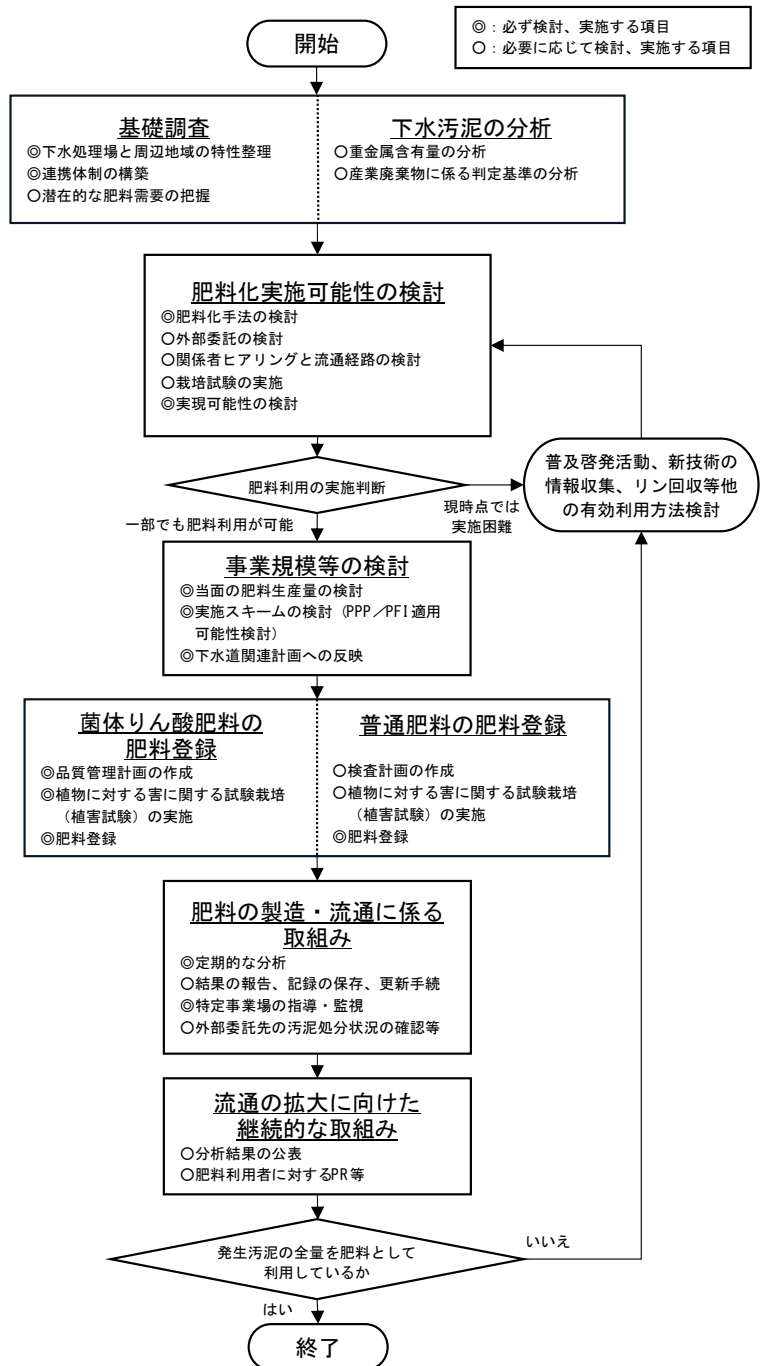 開始
◎：必ず検討、実施する項目
○：必要に応じて検討、実施する項目
基礎調査
◎下水処理場と周辺地域の特性整理
◎連携体制の構築
○潜在的な肥料需要の把握
下水汚泥の分析
○重金属含有量の分析
○産業廃棄物に係る判定基準の分析
肥料化実施可能性の検討
◎肥料化手法の検討
○外部委託の検討
○関係者ヒアリングと流通経路の検討
○栽培試験の実施
◎実現可能性の検討
肥料利用の実施判断
現時点では
実施困難
普及啓発活動、新技術の
情報収集、リン回収等他
の有効利用方法検討
一部でも肥料利用が可能
事業規模等の検討
◎当面の肥料生産量の検討
◎実施スキームの検討（PPP／PFI適用
可能性検討）
◎下水道関連計画への反映
菌体りん酸肥料の
肥料登録
◎品質管理計画の作成
◎植物に対する害に関する試験栽培
（植害試験）の実施
◎肥料登録
普通肥料の肥料登録
○検査計画の作成
○植物に対する害に関する試験栽培
（植害試験）の実施
◎肥料登録
肥料の製造・流通に係る
取組み
◎定期的な分析
○結果の報告、記録の保存、更新手続
◎特定事業場の指導・監視
○外部委託先の汚泥処分状況の確認等
流通の拡大に向けた
継続的な取組み
○分析結果の公表
○肥料利用者に対するPR等
発生汚泥の全量を肥料として
利用しているか
いいえ
はい
終了